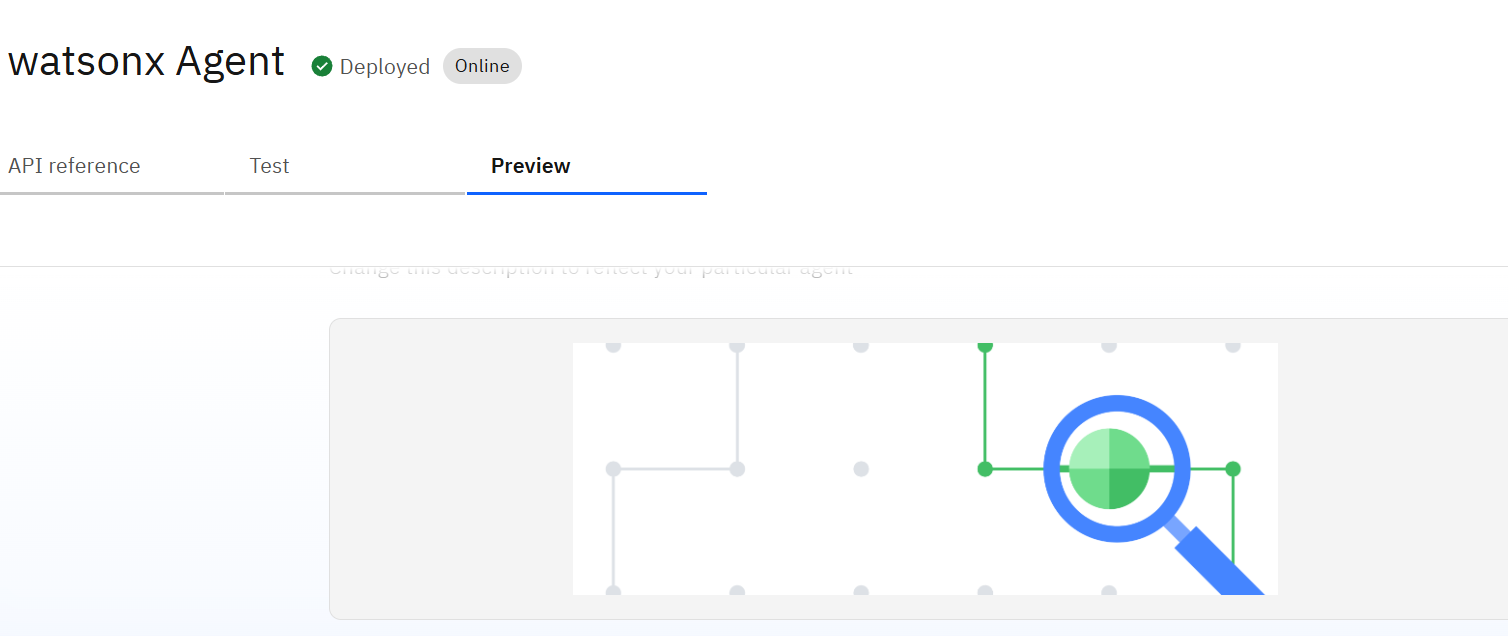 watsonx Agent
Deployed
Online
API reference
Test
Preview
Change this description to reflect your particular agent